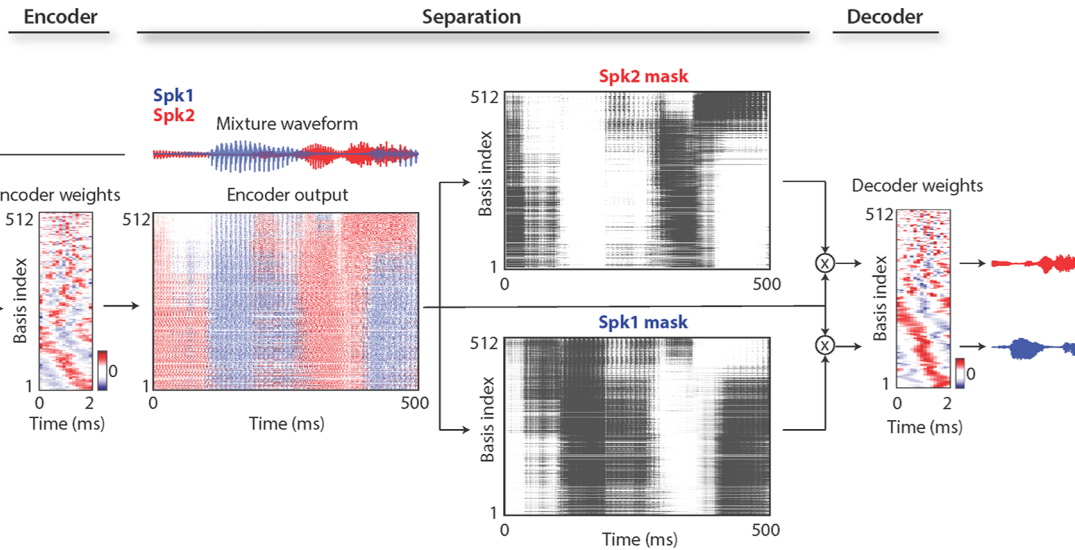 Encoder
Separation
Decoder
Spk1
Spk2
Mixture waveform
Encoder output
weights
512
Basis index
1
0
0
2
Time (ms)
512
1
0
500
Time (ms)
Spk2 mask
512
Basis index
1
0
500
Spk1 mask
512
Basis index
1
0
500
Time (ms)
X
X
Decoder weights
512
Basis index
1
0
0
2
Time (ms)